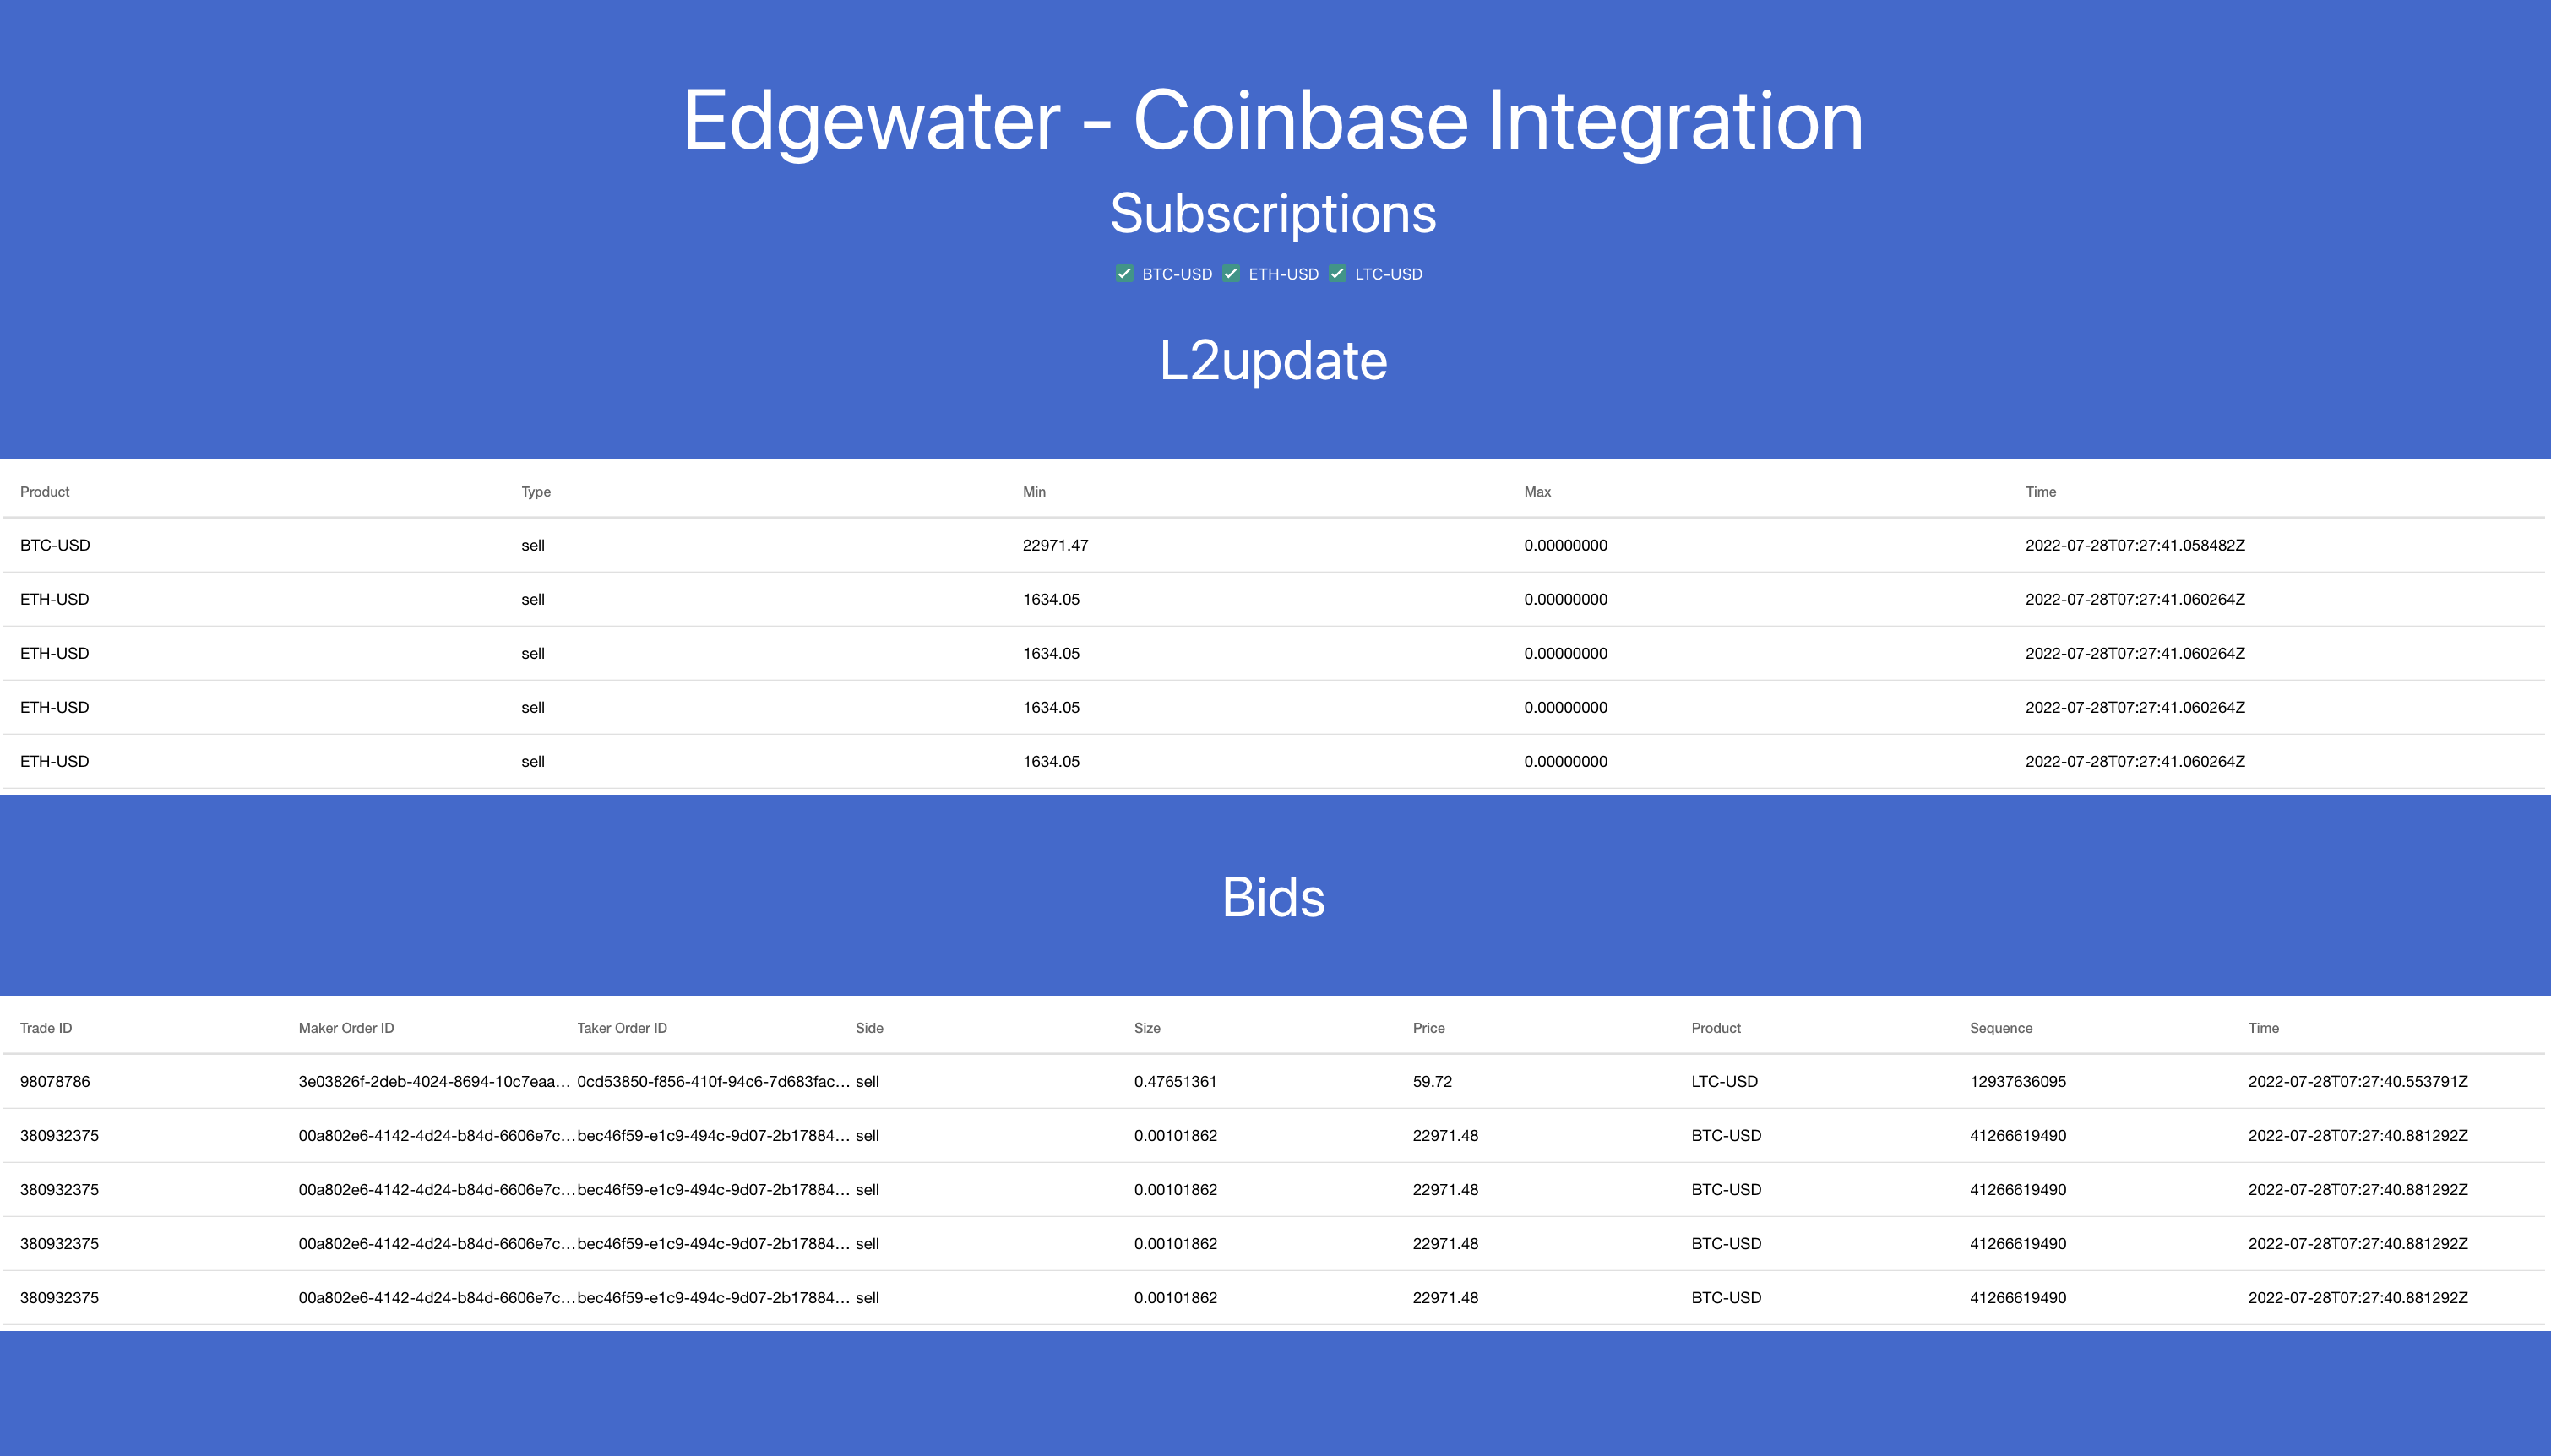 Edgewater - Coinbase Integration
Subscriptions
BTC-USD ETH-USD LTC-USD
L2update
Product Type Min Max Time
BTC-USD sell 22971.47 0.00000000 2022-07-28T07:27:41.058482Z
ETH-USD sell 1634.05 0.00000000 2022-07-28T07:27:41.060264Z
ETH-USD sell 1634.05 0.00000000 2022-07-28T07:27:41.060264Z
ETH-USD sell 1634.05 0.00000000 2022-07-28T07:27:41.060264Z
ETH-USD sell 1634.05 0.00000000 2022-07-28T07:27:41.060264Z
Bids
Trade ID Maker Order ID Taker Order ID Side Size Price Product Sequence Time
98078786 3e03826f-2deb-4024-8694-10c7eaa... 0cd53850-f856-410f-94c6-7d683fac... sell 0.47651361 59.72 LTC-USD 12937636095 2022-07-28T07:27:40.553791Z
380932375 00a802e6-4142-4d24-b84d-6606e7c... bec46f59-e1c9-494c-9d07-2b17884... sell 0.00101862 22971.48 BTC-USD 41266619490 2022-07-28T07:27:40.881292Z
380932375 00a802e6-4142-4d24-b84d-6606e7c... bec46f59-e1c9-494c-9d07-2b17884... sell 0.00101862 22971.48 BTC-USD 41266619490 2022-07-28T07:27:40.881292Z
380932375 00a802e6-4142-4d24-b84d-6606e7c... bec46f59-e1c9-494c-9d07-2b17884... sell 0.00101862 22971.48 BTC-USD 41266619490 2022-07-28T07:27:40.881292Z
380932375 00a802e6-4142-4d24-b84d-6606e7c... bec46f59-e1c9-494c-9d07-2b17884... sell 0.00101862 22971.48 BTC-USD 41266619490 2022-07-28T07:27:40.881292Z